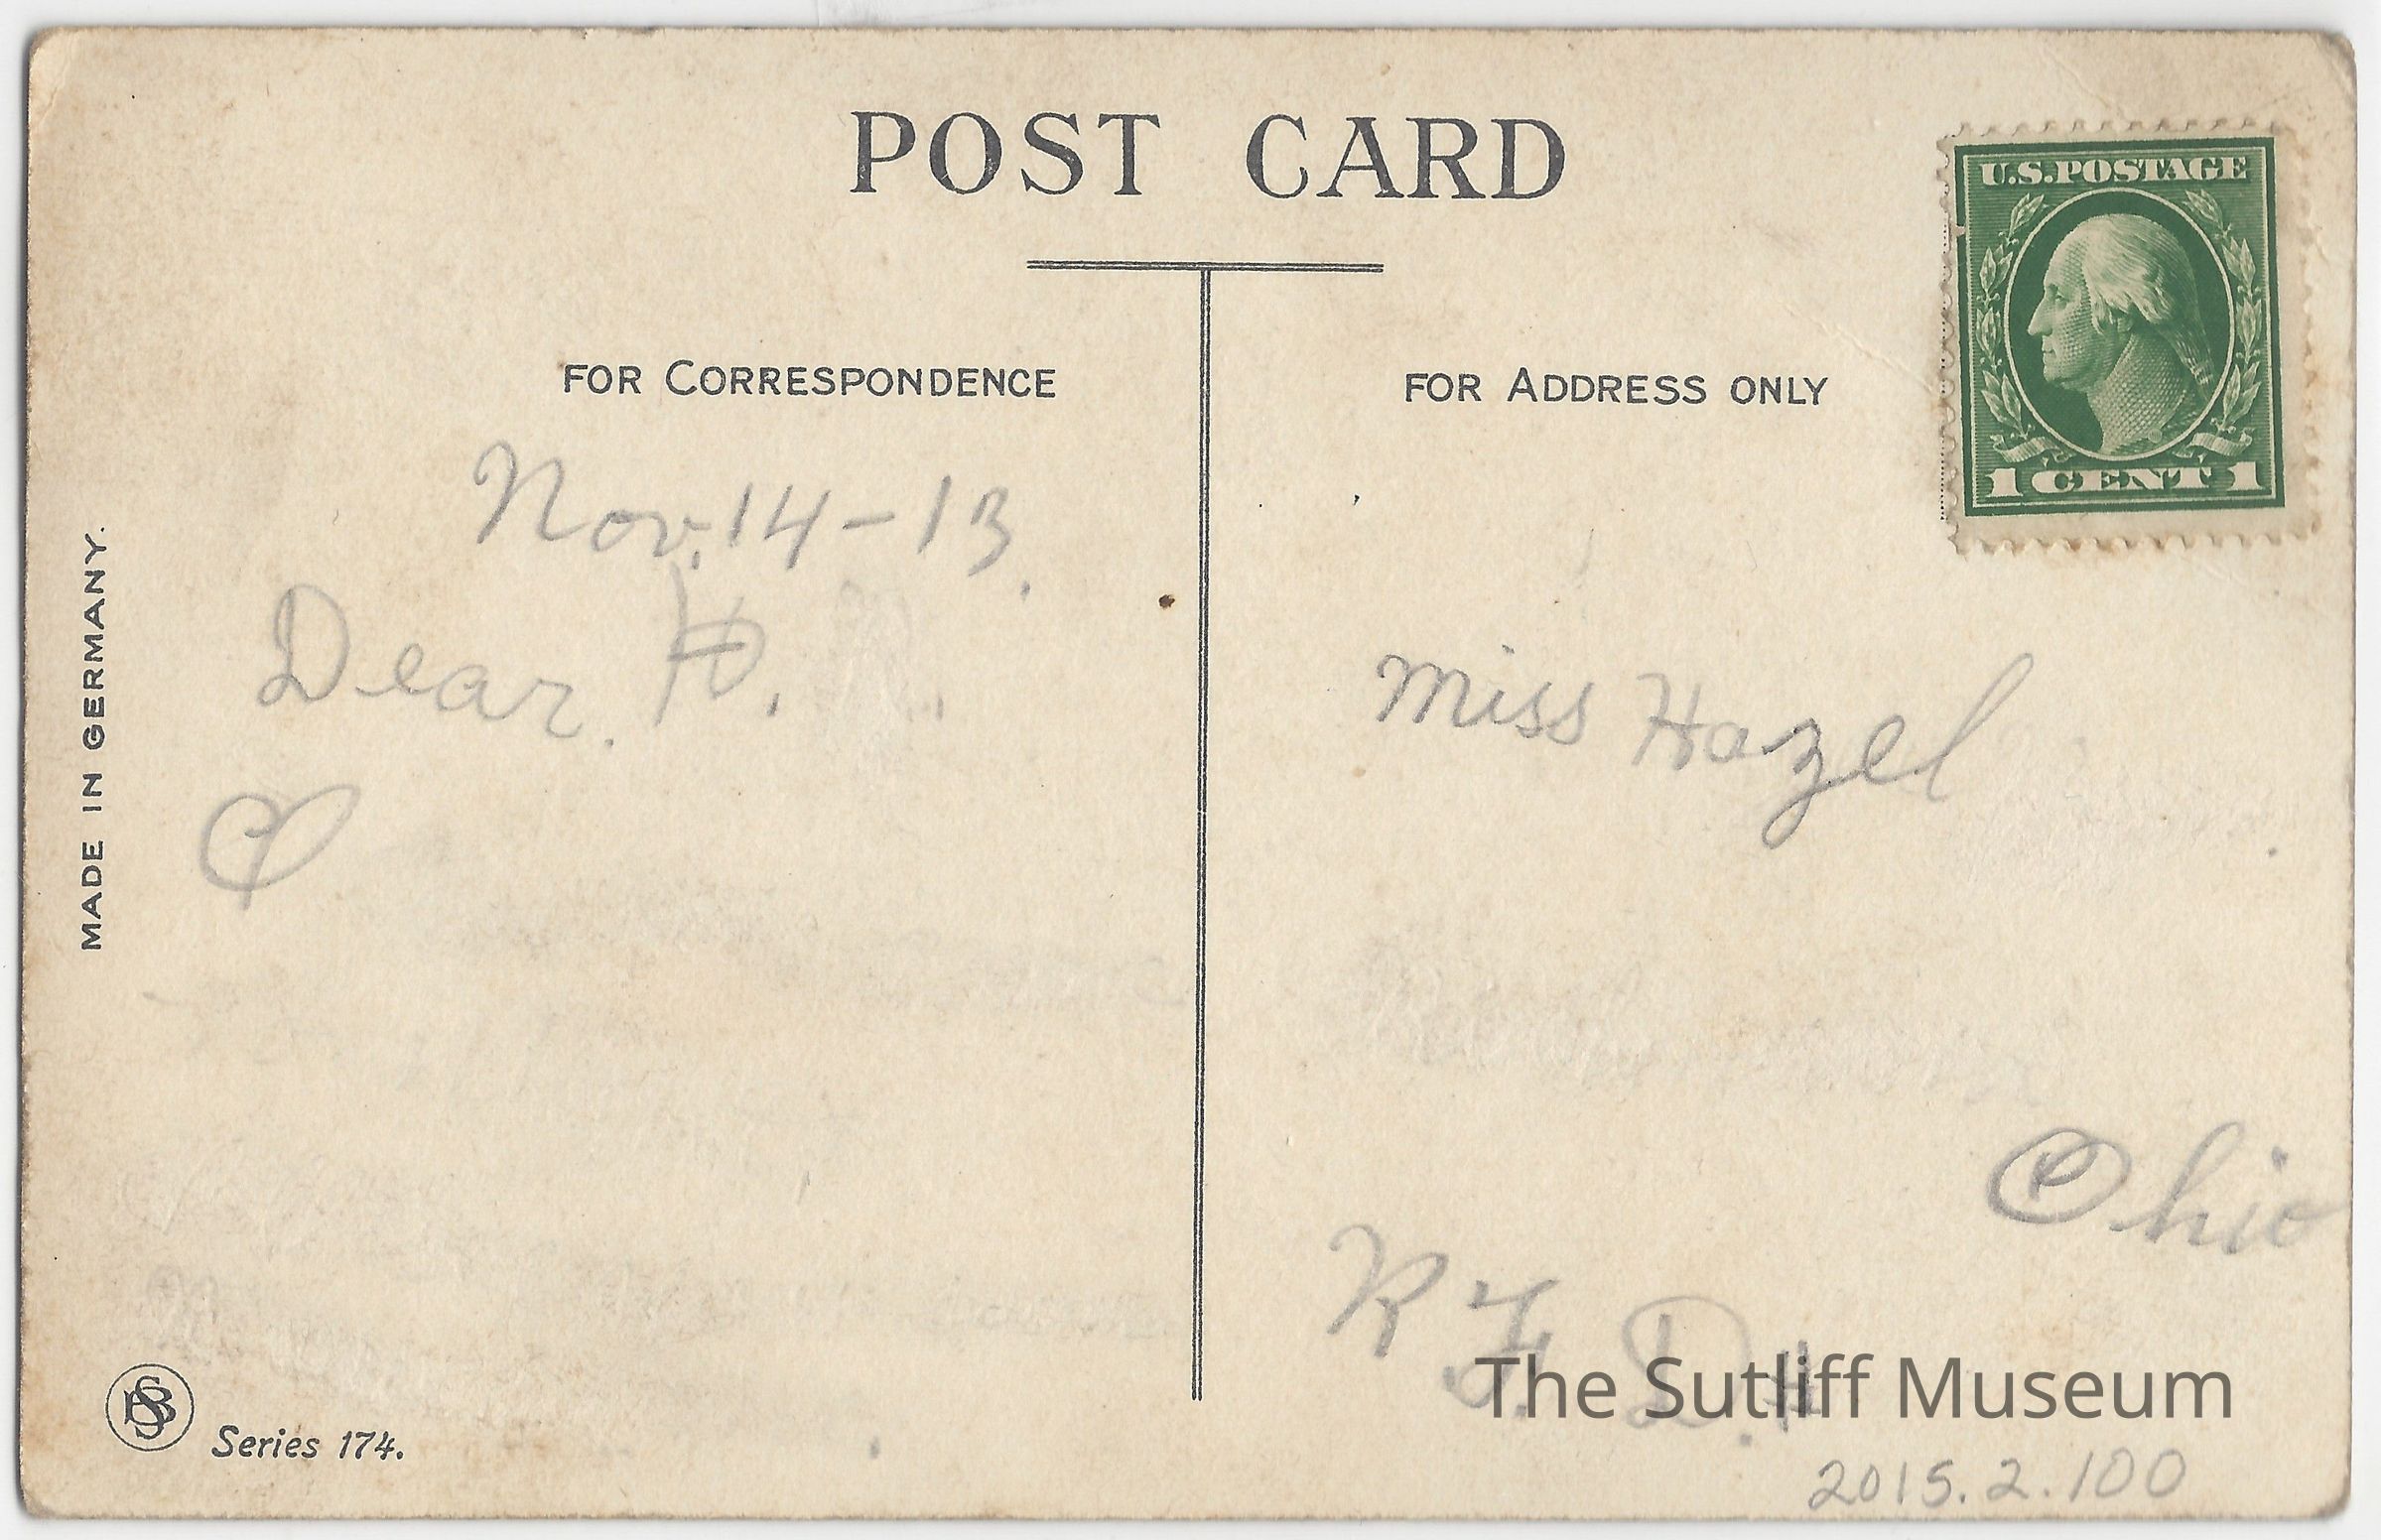 POST CARD
U.S.POSTAGE
1 CENT 1
FOR CORRESPONDENCE
FOR ADDRESS ONLY
Nov. 14-13.
Dear. H.
Miss Hazel
Ohio
R F. D. #
MADE IN GERMANY.
Series 174.
The Sutliff Museum
2015.2.100